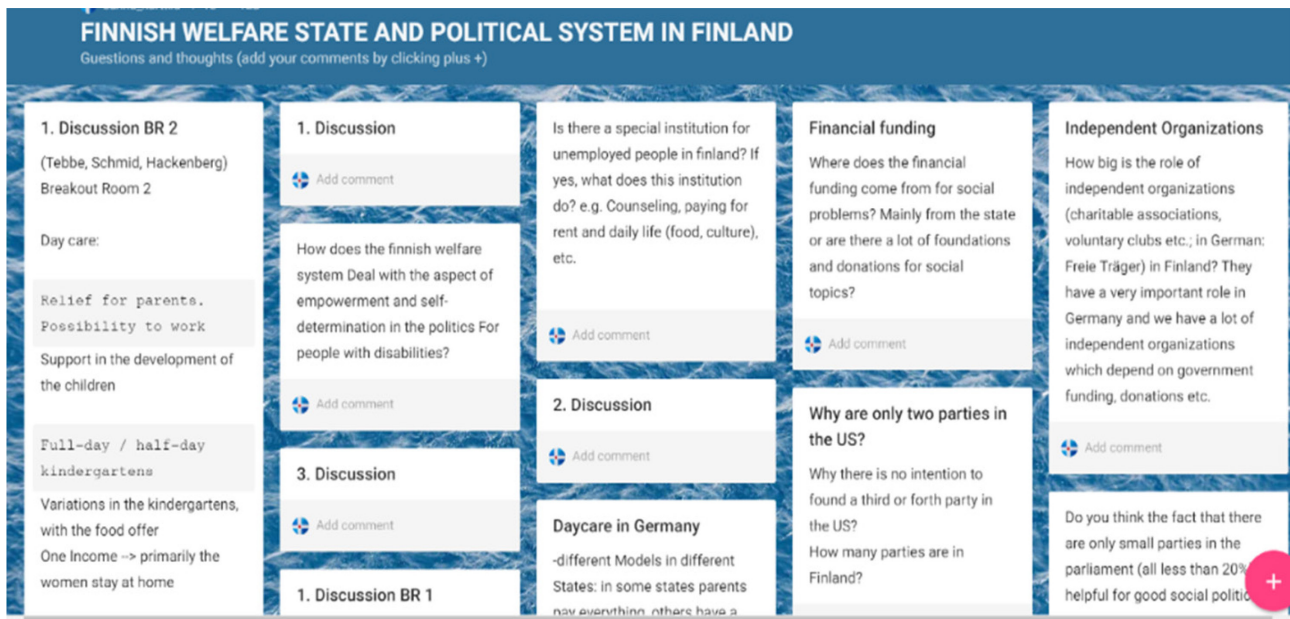 FINNISH WELFARE STATE AND POLITICAL SYSTEM IN FINLAND
Guestions and thoughts (add your comments by clicking plus +)
1. Discussion BR 2
(Tebbe, Schmid, Hackenberg)
Breakout Room 2
Day care:
Relief for parents.
Possibility to work
Support in the development of
the children
Full-day / half-day
kindergartens
Variations in the kindergartens,
with the food offer
One Income --> primarily the
women stay at home
1. Discussion
Add comment
How does the finnish welfare
system Deal with the aspect of
empowerment and self-
determination in the politics For
people with disabilities?
Add comment
3. Discussion
Add comment
1. Discussion BR 1
Is there a special institution for
unemployed people in finland? If
yes, what does this institution
do? e.g. Counseling, paying for
rent and daily life (food, culture),
etc.
Add comment
2. Discussion
Add comment
Daycare in Germany
-different Models in different
States: in some states parents
pay everything, others have a
Financial funding
Where does the financial
funding come from for social
problems? Mainly from the state
or are there a lot of foundations
and donations for social
topics?
Add comment
Why are only two parties in
the US?
Why there is no intention to
found a third or forth party in
the US?
How many parties are in
Finland?
Independent Organizations
How big is the role of
independent organizations
(charitable associations,
voluntary clubs etc.; in German:
Freie Träger) in Finland? They
have a very important role in
Germany and we have a lot of
independent organizations
which depend on government
funding, donations etc.
Add comment
Do you think the fact that there
are only small parties in the
parliament (all less than 20%
helpful for good social
+